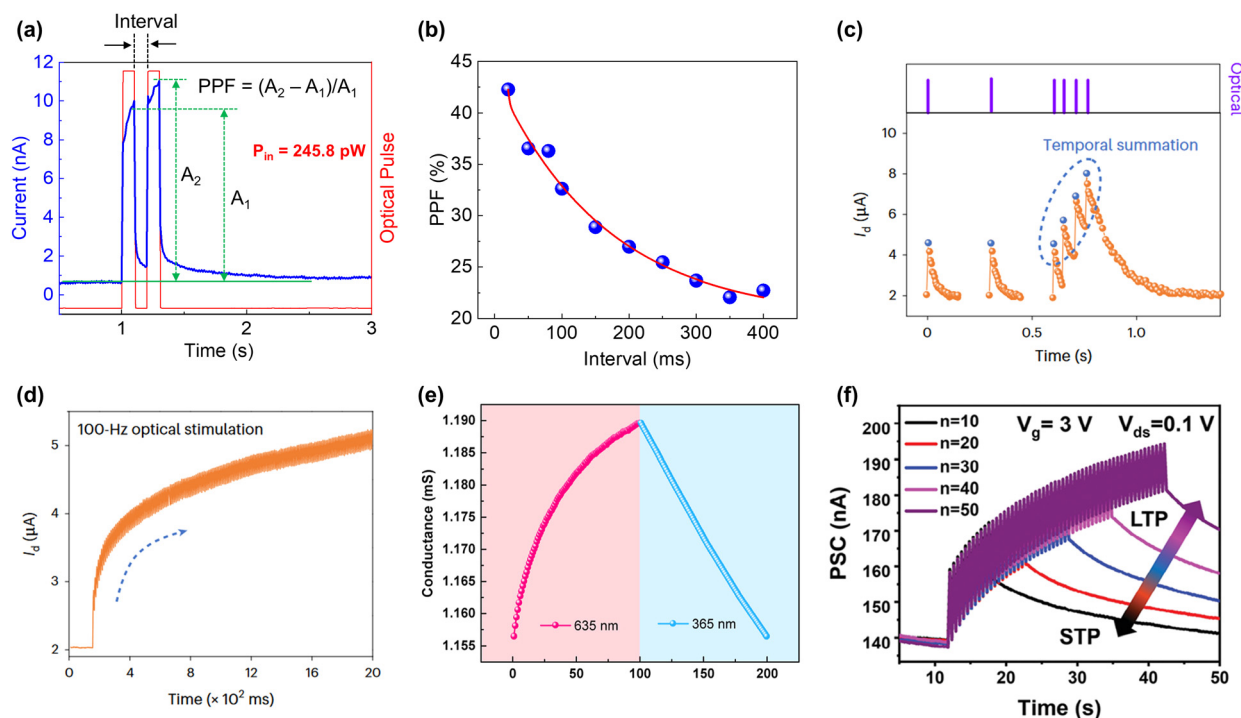 (a)
Interval
PPF = (A₂ – A₁)/A₁
P_in = 245.8 pW
A₂
A₁
Current (nA)
12
10
8
6
4
2
0
Optical Pulse
1
2
3
Time (s)
(b)
PPF (%)
45
40
35
30
25
20
0
100
200
300
400
Interval (ms)
(c)
Optical
Temporal summation
I_d (μA)
10
8
6
4
2
0
0.5
1.0
Time (s)
(d)
100-Hz optical stimulation
I_d (μA)
5
4
3
2
0
4
8
12
16
20
Time (× 10² ms)
(e)
Conductance (mS)
1.190
1.185
1.180
1.175
1.170
1.165
1.160
1.155
635 nm
365 nm
0
50
100
150
200
(f)
n=10
n=20
n=30
n=40
n=50
V_g= 3 V V_ds=0.1 V
LTP
STP
PSC (nA)
200
190
180
170
160
150
140
10
20
30
40
50
Time (s)